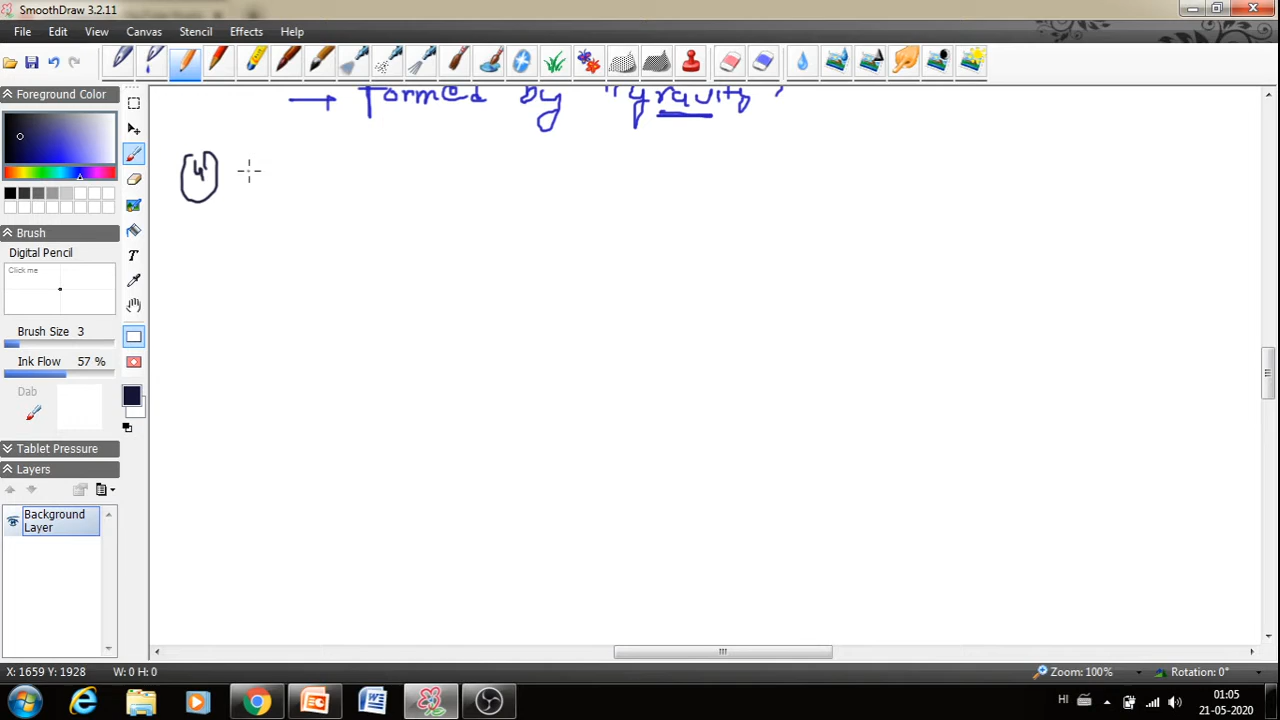 SmoothDraw 3.2.11
File Edit View Canvas Stencil Effects Help
Foreground Color
Brush
Digital Pencil
Click me
Brush Size 3
Ink Flow 57 %
Dab
Tablet Pressure
Layers
Background
Layer
→ Formed by "gravity"
4
X: 1659 Y: 1928 W: 0 H: 0 Zoom: 100% Rotation: 0°
HI 01:05
21-05-2020